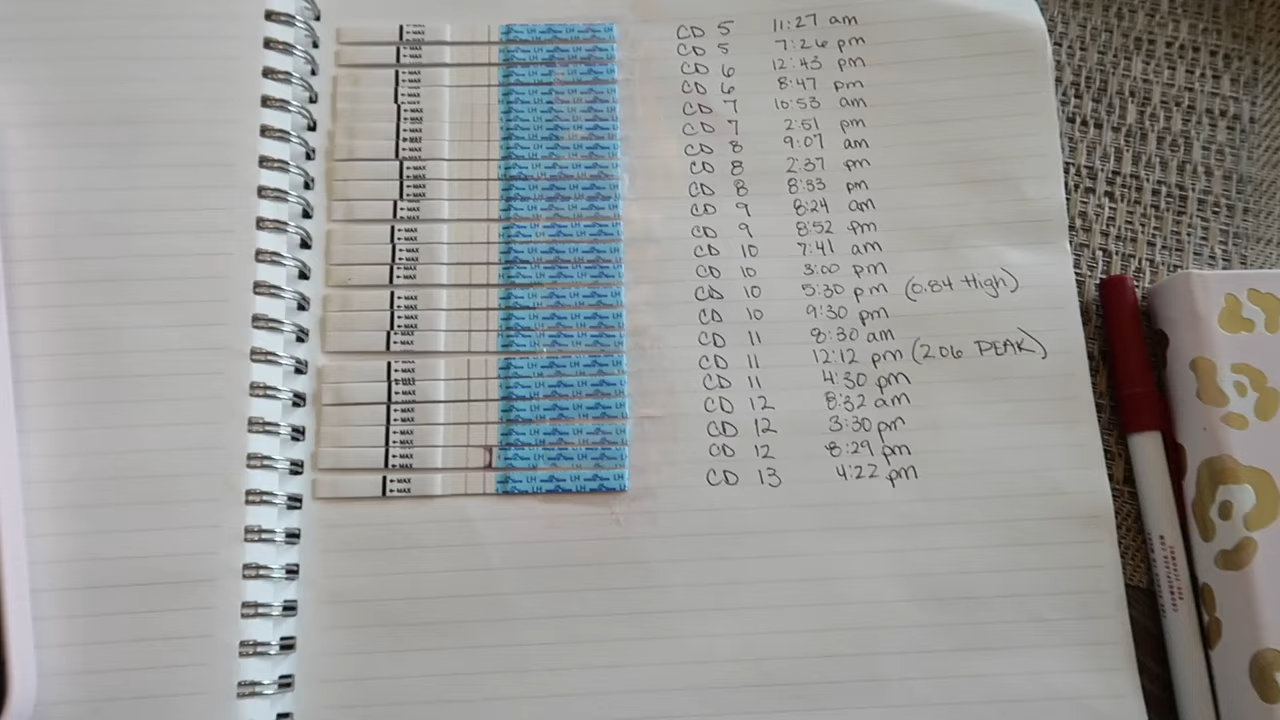 CD 5 11:27 am
CD 5 7:26 pm
CD 6 12:43 pm
CD 6 8:47 pm
CD 7 10:53 am
CD 7 2:51 pm
CD 8 9:07 am
CD 8 2:37 pm
CD 8 8:53 pm
CD 9 8:24 am
CD 9 8:52 pm
CD 10 7:41 am
CD 10 3:00 pm
CD 10 5:30 pm (0.84 High)
CD 10 9:30 pm
CD 11 8:30 am
CD 11 12:12 pm (2.06 PEAK)
CD 11 4:30 pm
CD 12 8:32 am
CD 12 3:30 pm
CD 12 8:29 pm
CD 13 4:22 pm
MAX
MAX
LH LH LH